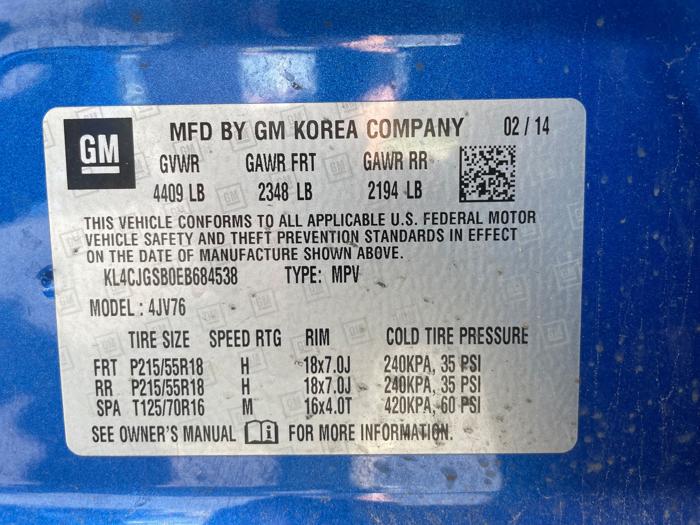 GM MFD BY GM KOREA COMPANY 02 / 14
GVWR GAWR FRT GAWR RR
4409 LB 2348 LB 2194 LB
THIS VEHICLE CONFORMS TO ALL APPLICABLE U.S. FEDERAL MOTOR
VEHICLE SAFETY AND THEFT PREVENTION STANDARDS IN EFFECT
ON THE DATE OF MANUFACTURE SHOWN ABOVE.
KL4CJGSB0EB684538 TYPE: MPV
MODEL : 4JV76
TIRE SIZE SPEED RTG RIM COLD TIRE PRESSURE
FRT P215/55R18 H 18x7.0J 240KPA, 35 PSI
RR P215/55R18 H 18x7.0J 240KPA, 35 PSI
SPA T125/70R16 M 16x4.0T 420KPA, 60 PSI
SEE OWNER'S MANUAL FOR MORE INFORMATION.